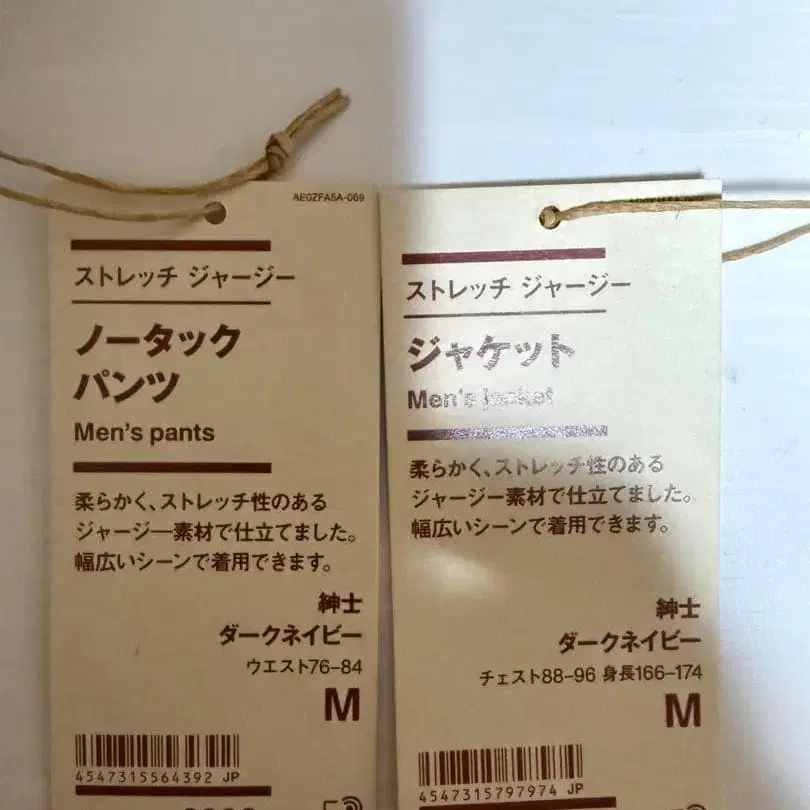 AE0ZFA5A-069
ストレッチ ジャージー
ノータック
パンツ
Men's pants
柔らかく、ストレッチ性のある
ジャージー素材で仕立てました。
幅広いシーンで着用できます。
紳士
ダークネイビー
ウエスト76–84
M
4547315564392 JP
ストレッチ ジャージー
ジャケット
Men's jacket
柔らかく、ストレッチ性のある
ジャージー素材で仕立てました。
幅広いシーンで着用できます。
紳士
ダークネイビー
チェスト88–96 身長166–174
M
4547315797974 JP